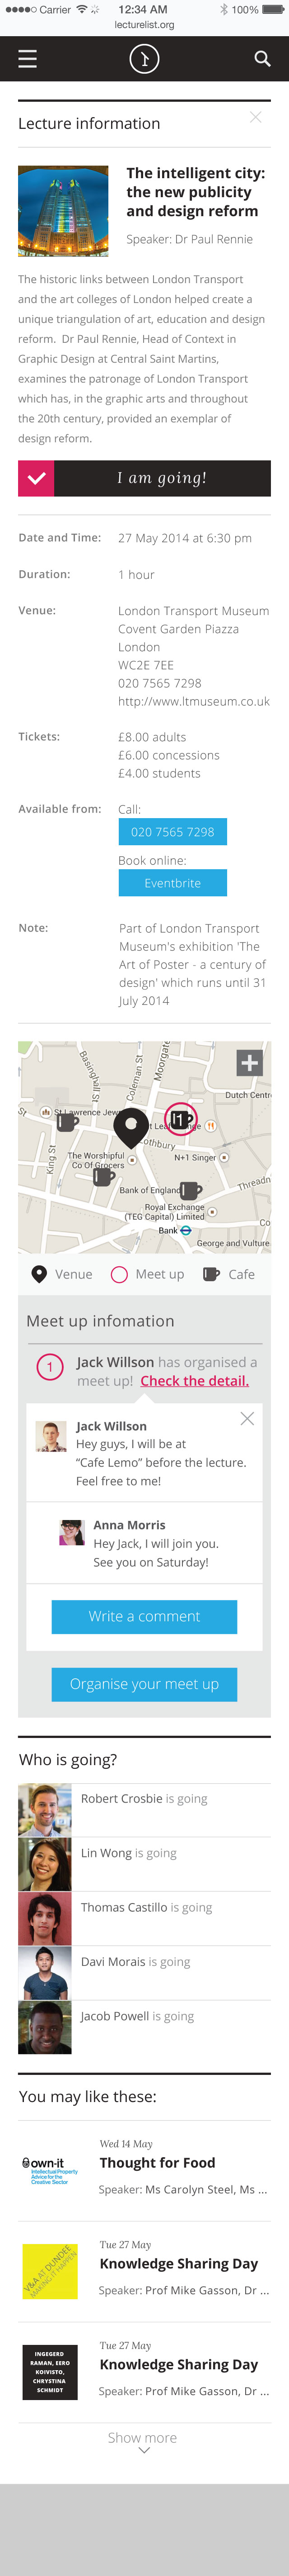 Carrier 12:34 AM 100%
lecturelist.org
Lecture information
The intelligent city:
the new publicity
and design reform
Speaker: Dr Paul Rennie
The historic links between London Transport
and the art colleges of London helped create a
unique triangulation of art, education and design
reform. Dr Paul Rennie, Head of Context in
Graphic Design at Central Saint Martins,
examines the patronage of London Transport
which has, in the graphic arts and throughout
the 20th century, provided an exemplar of
design reform.
I am going!
Date and Time: 27 May 2014 at 6:30 pm
Duration: 1 hour
Venue: London Transport Museum
Covent Garden Piazza
London
WC2E 7EE
020 7565 7298
http://www.ltmuseum.co.uk
Tickets: £8.00 adults
£6.00 concessions
£4.00 students
Available from: Call:
020 7565 7298
Book online:
Eventbrite
Note: Part of London Transport
Museum's exhibition 'The
Art of Poster - a century of
design' which runs until 31
July 2014
Basinghall St
Coleman St
Moorgate
Dutch Centr
St Lawrence Jew
1
St Lea nge
othbury
King St
The Worshipful
Co Of Grocers
N+1 Singer
Bank of England
Threadn
Royal Exchange
(TEG Capital) Limited
Bank
Co
George and Vulture
Venue Meet up Cafe
Meet up infomation
1 Jack Willson has organised a
meet up! Check the detail.
Jack Willson
Hey guys, I will be at
“Cafe Lemo” before the lecture.
Feel free to me!
Anna Morris
Hey Jack, I will join you.
See you on Saturday!
Write a comment
Organise your meet up
Who is going?
Robert Crosbie is going
Lin Wong is going
Thomas Castillo is going
Davi Morais is going
Jacob Powell is going
You may like these:
Wed 14 May
own-it
Intellectual Property
Advice for the
Creative Sector
Thought for Food
Speaker: Ms Carolyn Steel, Ms ...
Tue 27 May
V&A AT DUNDEE
MAKING IT HAPPEN
Knowledge Sharing Day
Speaker: Prof Mike Gasson, Dr ...
Tue 27 May
INGEGERD
RAMAN, EERO
KOIVISTO,
CHRYSTINA
SCHMIDT
Knowledge Sharing Day
Speaker: Prof Mike Gasson, Dr ...
Show more